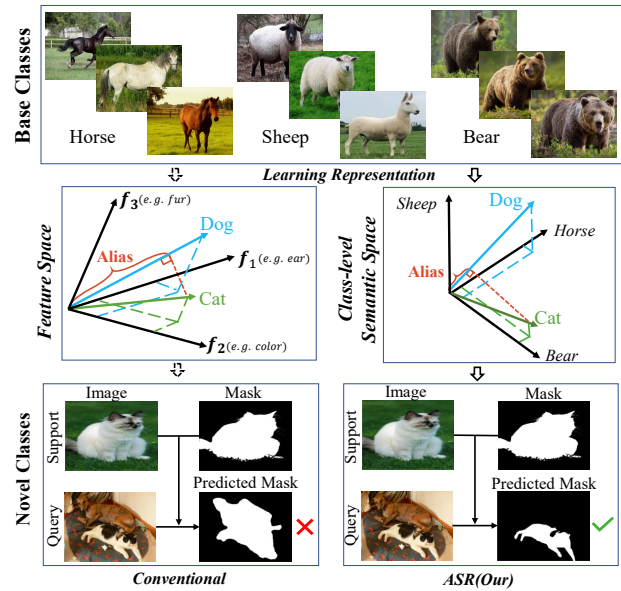 Base Classes
Horse
Sheep
Bear
Learning Representation
Feature Space
f3(e.g. fur)
Dog
Alias
f1(e.g. ear)
Cat
f2(e.g. color)
Class-level
Semantic Space
Sheep
Dog
Horse
Alias
Cat
Bear
Novel Classes
Support
Image
Mask
Query
Predicted Mask
Conventional
Support
Image
Mask
Query
Predicted Mask
ASR(Our)